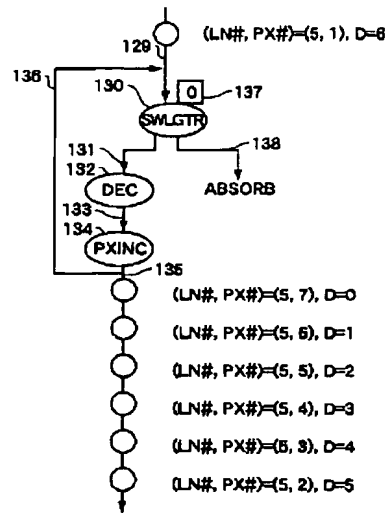 (LN#, PX#)=(5, 1), D=6
129
136
130
0
137
SWLGTR
131
138
132
DEC
ABSORB
133
134
PXINC
135
(LN#, PX#)=(5, 7), D=0
(LN#, PX#)=(5, 6), D=1
(LN#, PX#)=(5, 5), D=2
(LN#, PX#)=(5, 4), D=3
(LN#, PX#)=(5, 3), D=4
(LN#, PX#)=(5, 2), D=5